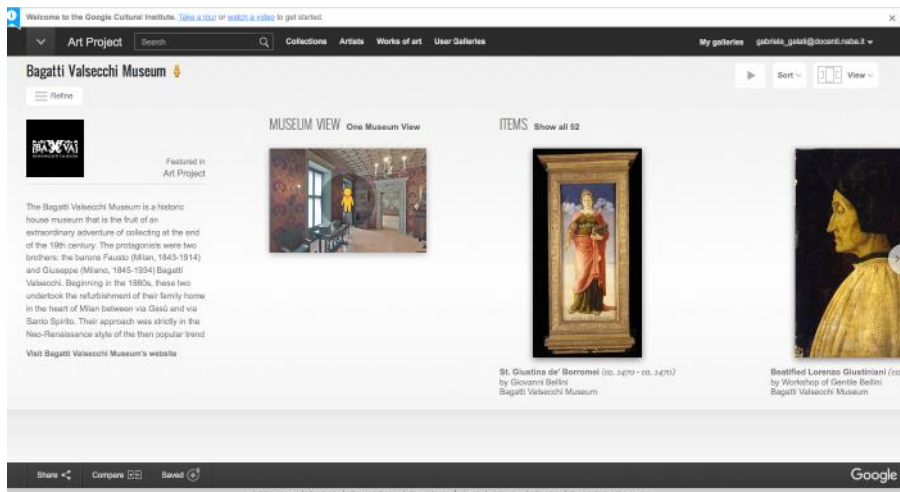 Welcome to the Google Cultural Institute. Take a tour or watch a video to get started.
Art Project Search Collections Artists Works of art User Galleries My galleries gabriela_galati@docenti.naba.it
Bagatti Valsecchi Museum
Sort View
Refine
MUSEUM VIEW One Museum View
ITEMS Show all 52
BA VA
Featured in
Art Project
The Bagatti Valsecchi Museum is a historic
house museum that is the fruit of an
extraordinary adventure of collecting at the end
of the 19th century. The protagonists were two
brothers: the barons Fausto (Milan, 1843-1914)
and Giuseppe (Milano, 1845-1934) Bagatti
Valsecchi. Beginning in the 1880s, these two
undertook the refurbishment of their family home
in the heart of Milan between via Gesù and via
Santo Spirito. Their approach was strictly in the
Neo-Renaissance style of the then popular trend
Visit Bagatti Valsecchi Museum's website
St. Giustina de' Borromei (ca. 1470 - ca. 1470)
by Giovanni Bellini
Bagatti Valsecchi Museum
Beatified Lorenzo Giustiniani (ca
by Workshop of Gentile Bellini
Bagatti Valsecchi Museum
Share Compare Saved
Google